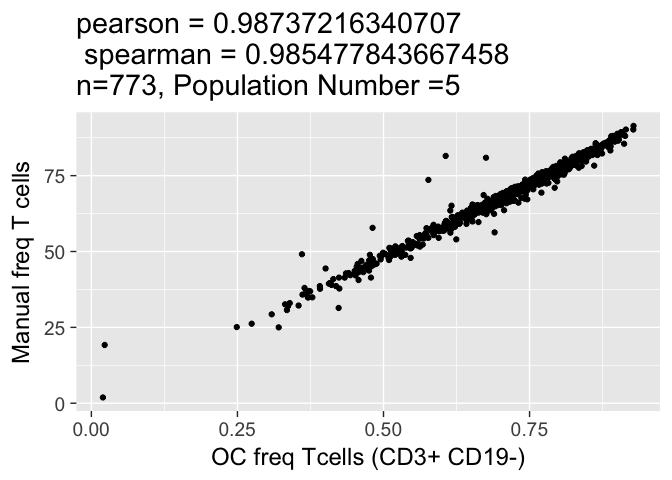 pearson = 0.98737216340707
spearman = 0.985477843667458
n=773, Population Number =5
Manual freq T cells
75
50
25
0
0.00 0.25 0.50 0.75
OC freq Tcells (CD3+ CD19-)